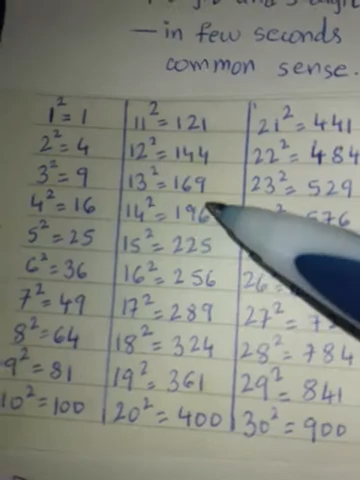 — in few seconds
common sense.
1² = 1 11² = 121 21² = 441
2² = 4 12² = 144 22² = 484
3² = 9 13² = 169 23² = 529
4² = 16 14² = 196 = 576
5² = 25 15² = 225
6² = 36 16² = 256 26² =
7² = 49 17² = 289 27² =
8² = 64 18² = 324 28² = 784
9² = 81 19² = 361 29² = 841
10² = 100 20² = 400 30² = 900